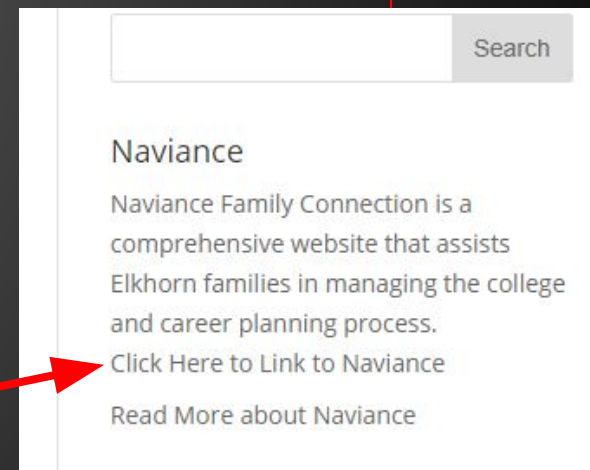 Search
Naviance
Naviance Family Connection is a
comprehensive website that assists
Elkhorn families in managing the college
and career planning process.
Click Here to Link to Naviance
Read More about Naviance